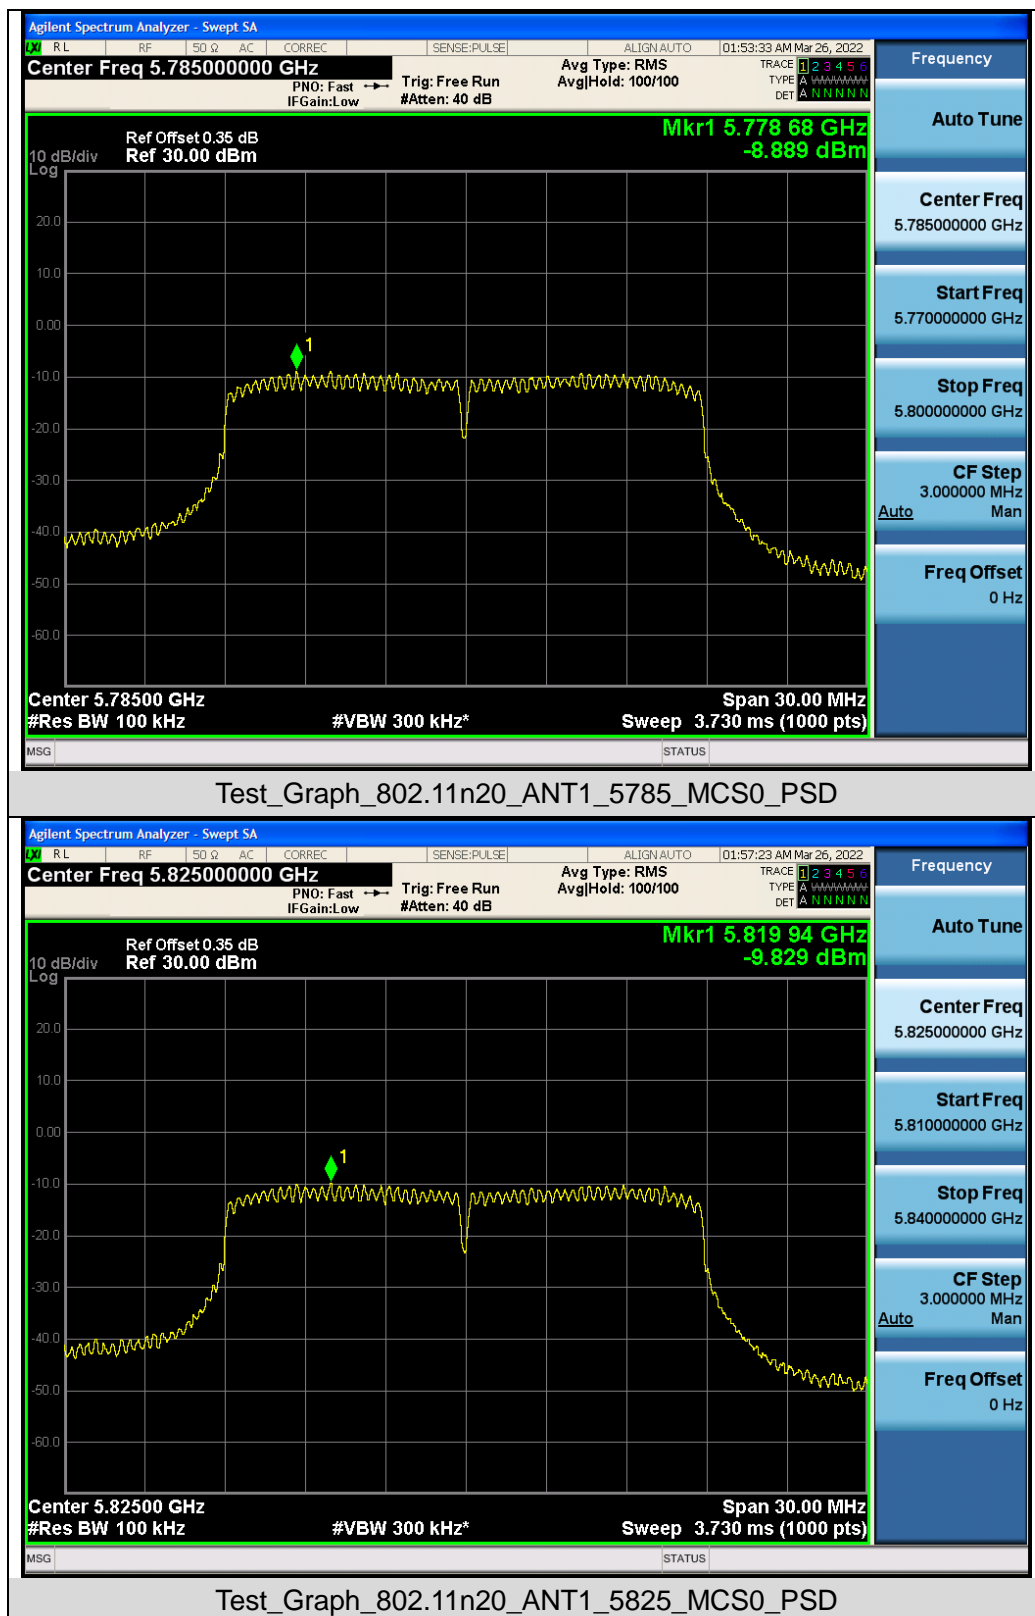 Agilent Spectrum Analyzer - Swept SA
LXI RL RF 50 Ω AC CORREC SENSE:PULSE ALIGN AUTO 01:53:33 AM Mar 26, 2022
Center Freq 5.785000000 GHz
PNO: Fast
IFGain:Low
Trig: Free Run
#Atten: 40 dB
Avg Type: RMS
Avg|Hold: 100/100
TRACE 1 2 3 4 5 6
TYPE A WWWWW
DET A N N N N N
Frequency
Auto Tune
Center Freq
5.785000000 GHz
Start Freq
5.770000000 GHz
Stop Freq
5.800000000 GHz
CF Step
3.000000 MHz
Auto Man
Freq Offset
0 Hz
Mkr1 5.778 68 GHz
-8.889 dBm
Ref Offset 0.35 dB
10 dB/div Ref 30.00 dBm
Log
20.0
10.0
0.00
-10.0
-20.0
-30.0
-40.0
-50.0
-60.0
1
Center 5.78500 GHz Span 30.00 MHz
#Res BW 100 kHz #VBW 300 kHz* Sweep 3.730 ms (1000 pts)
MSG STATUS
Test_Graph_802.11n20_ANT1_5785_MCS0_PSD
Agilent Spectrum Analyzer - Swept SA
LXI RL RF 50 Ω AC CORREC SENSE:PULSE ALIGN AUTO 01:57:23 AM Mar 26, 2022
Center Freq 5.825000000 GHz
PNO: Fast
IFGain:Low
Trig: Free Run
#Atten: 40 dB
Avg Type: RMS
Avg|Hold: 100/100
TRACE 1 2 3 4 5 6
TYPE A WWWWW
DET A N N N N N
Frequency
Auto Tune
Center Freq
5.825000000 GHz
Start Freq
5.810000000 GHz
Stop Freq
5.840000000 GHz
CF Step
3.000000 MHz
Auto Man
Freq Offset
0 Hz
Mkr1 5.819 94 GHz
-9.829 dBm
Ref Offset 0.35 dB
10 dB/div Ref 30.00 dBm
Log
20.0
10.0
0.00
-10.0
-20.0
-30.0
-40.0
-50.0
-60.0
1
Center 5.82500 GHz Span 30.00 MHz
#Res BW 100 kHz #VBW 300 kHz* Sweep 3.730 ms (1000 pts)
MSG STATUS
Test_Graph_802.11n20_ANT1_5825_MCS0_PSD